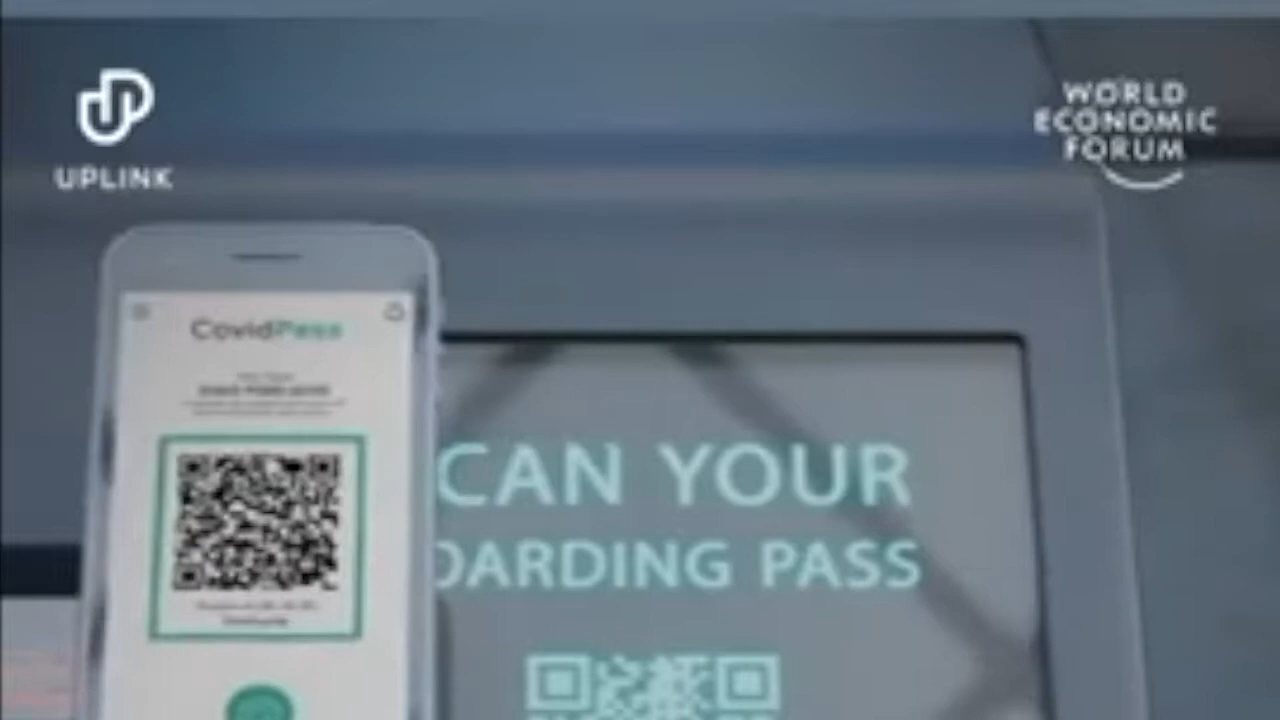 UPLINK
WORLD
ECONOMIC
FORUM
CovidPass
CAN YOUR
OARDING PASS